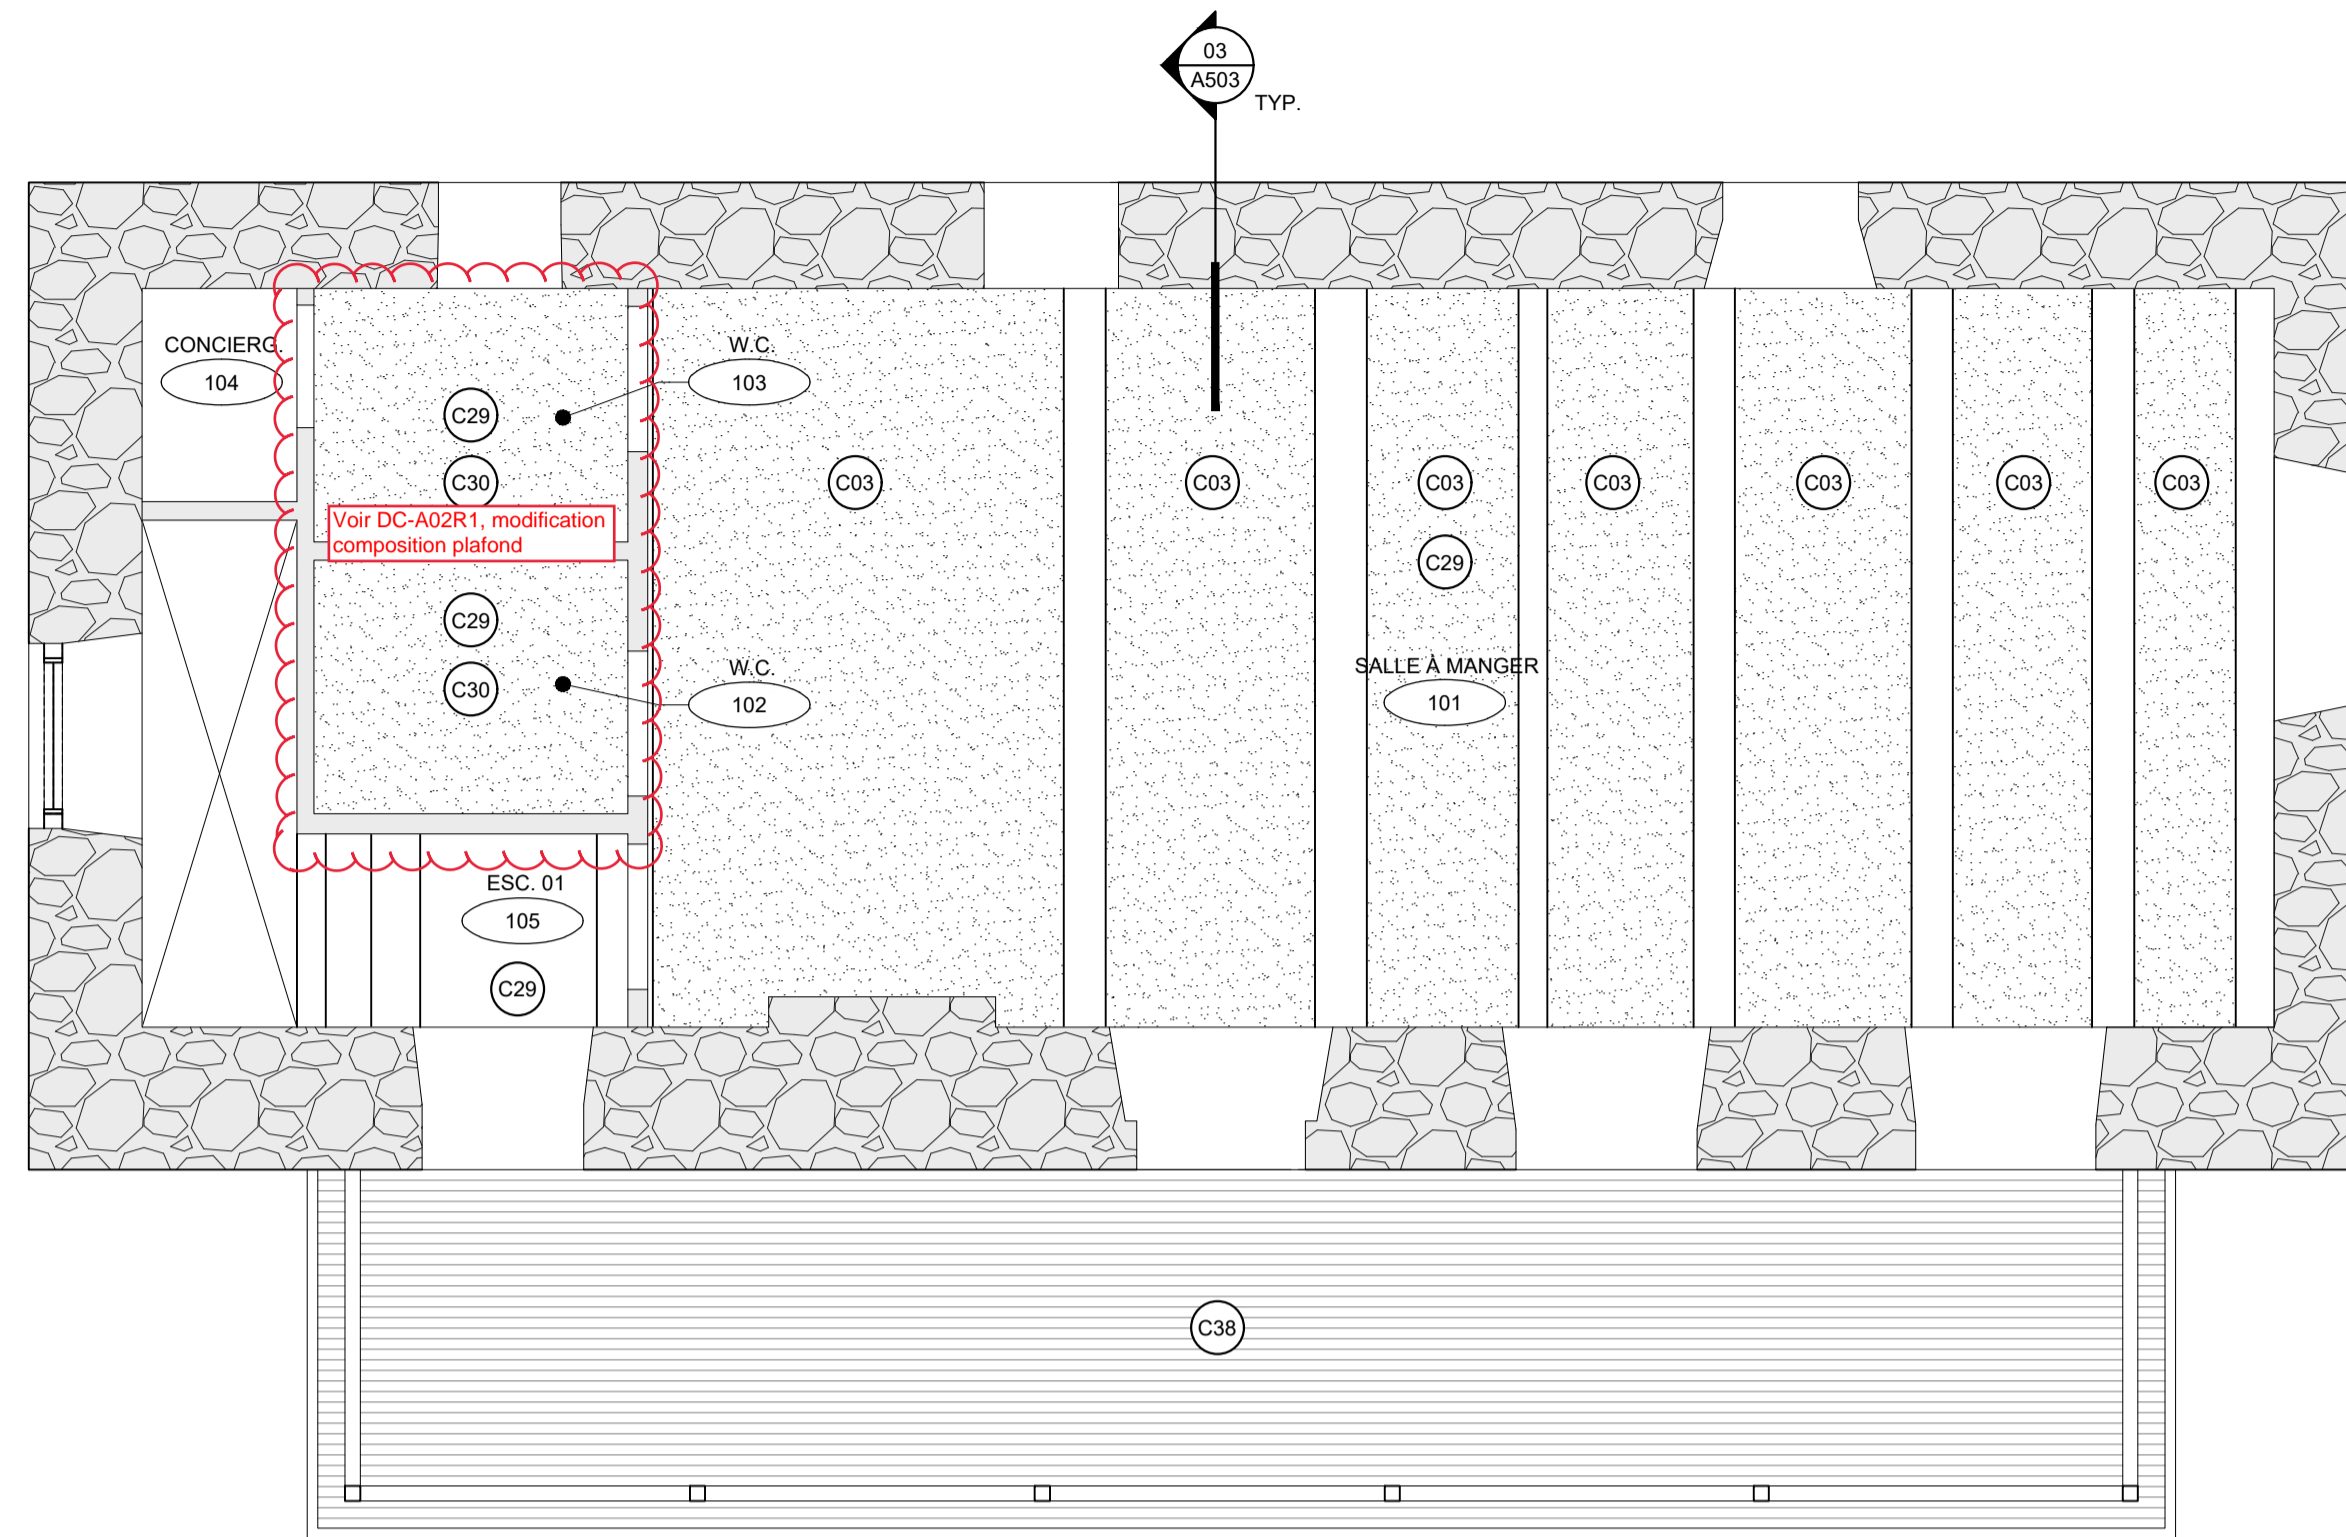 03
A503
TYP.
CONCIERG.
104
W.C.
103
C29
C30
C03
C03
C03
C03
C03
C03
C03
Voir DC-A02R1, modification
composition plafond
C29
C29
C30
W.C.
102
SALLE À MANGER
101
ESC. 01
105
C29
C38